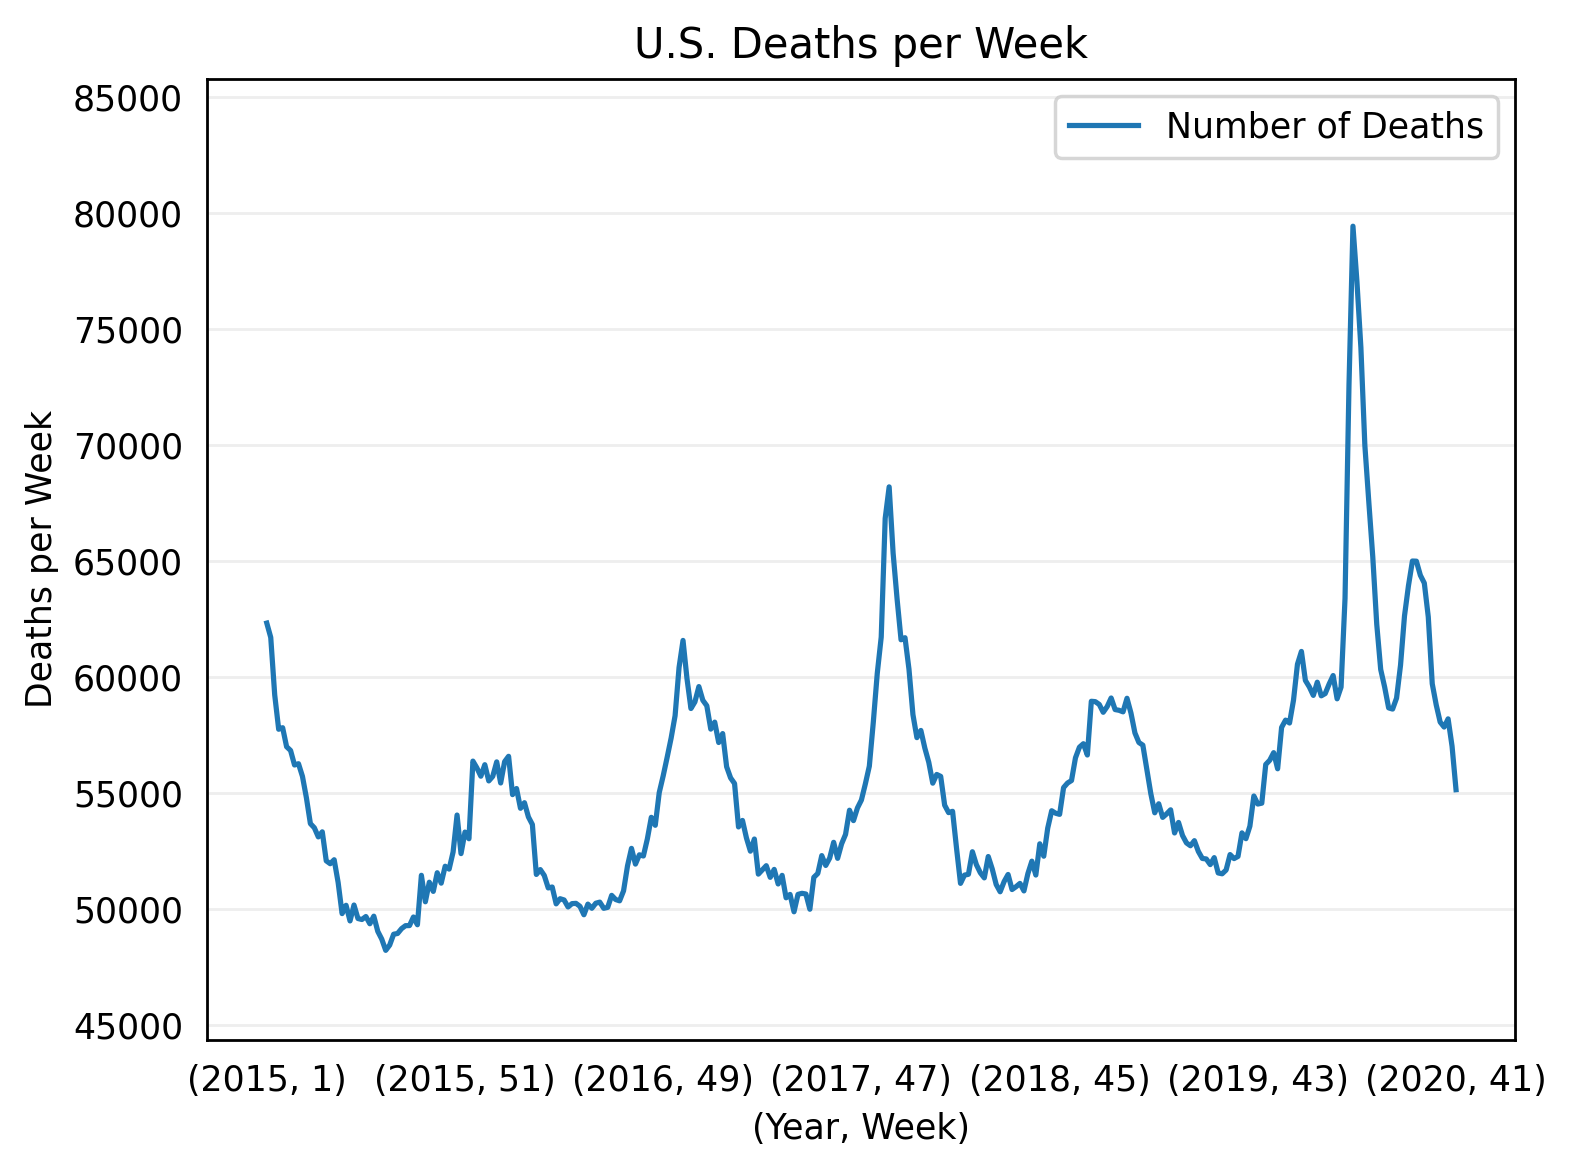 U.S. Deaths per Week
85000
Number of Deaths
80000
75000
70000
65000
60000
55000
50000
45000
Deaths per Week
(2015, 1) (2015, 51) (2016, 49) (2017, 47) (2018, 45) (2019, 43) (2020, 41)
(Year, Week)